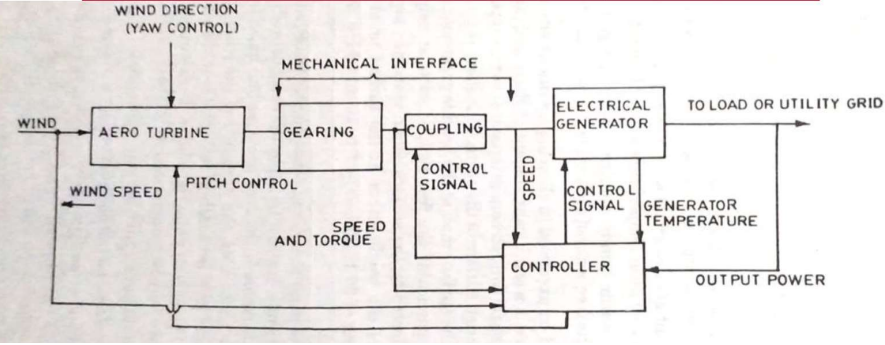 WIND DIRECTION
(YAW CONTROL)
MECHANICAL INTERFACE
WIND
AERO TURBINE
GEARING
COUPLING
ELECTRICAL
GENERATOR
TO LOAD OR UTILITY GRID
WIND SPEED
PITCH CONTROL
CONTROL
SIGNAL
SPEED
CONTROL
SIGNAL
GENERATOR
TEMPERATURE
SPEED
AND TORQUE
CONTROLLER
OUTPUT POWER